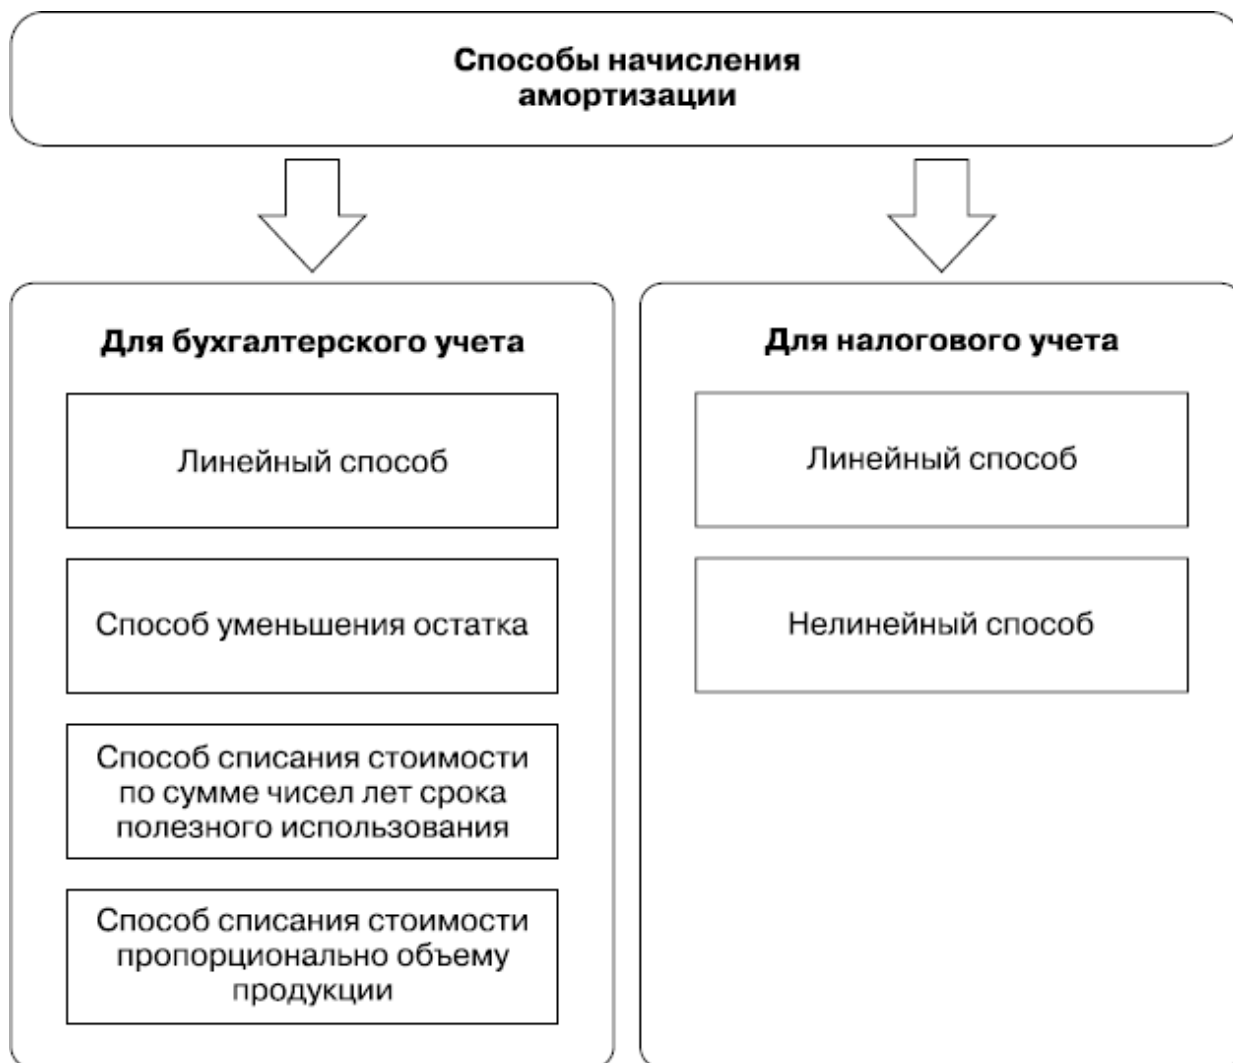 Способы начисления
амортизации
Для бухгалтерского учета
Линейный способ
Способ уменьшения остатка
Способ списания стоимости
по сумме чисел лет срока
полезного использования
Способ списания стоимости
пропорционально объему
продукции
Для налогового учета
Линейный способ
Нелинейный способ